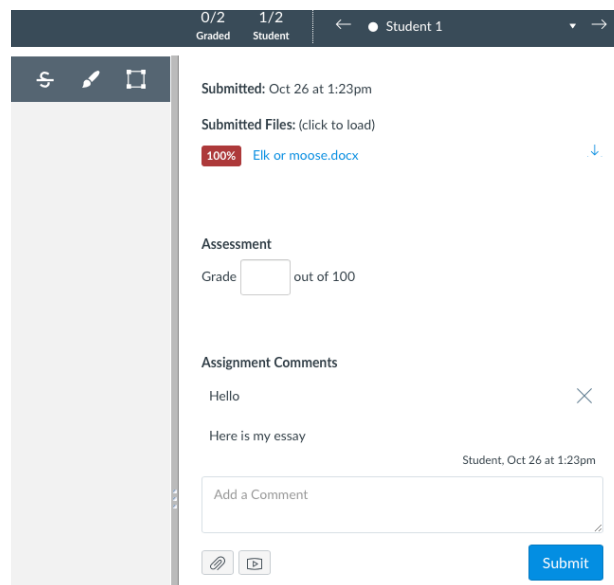 0/2 1/2
Graded Student
Student 1
Submitted: Oct 26 at 1:23pm
Submitted Files: (click to load)
100% Elk or moose.docx
Assessment
Grade out of 100
Assignment Comments
Hello
Here is my essay
Student, Oct 26 at 1:23pm
Add a Comment
Submit